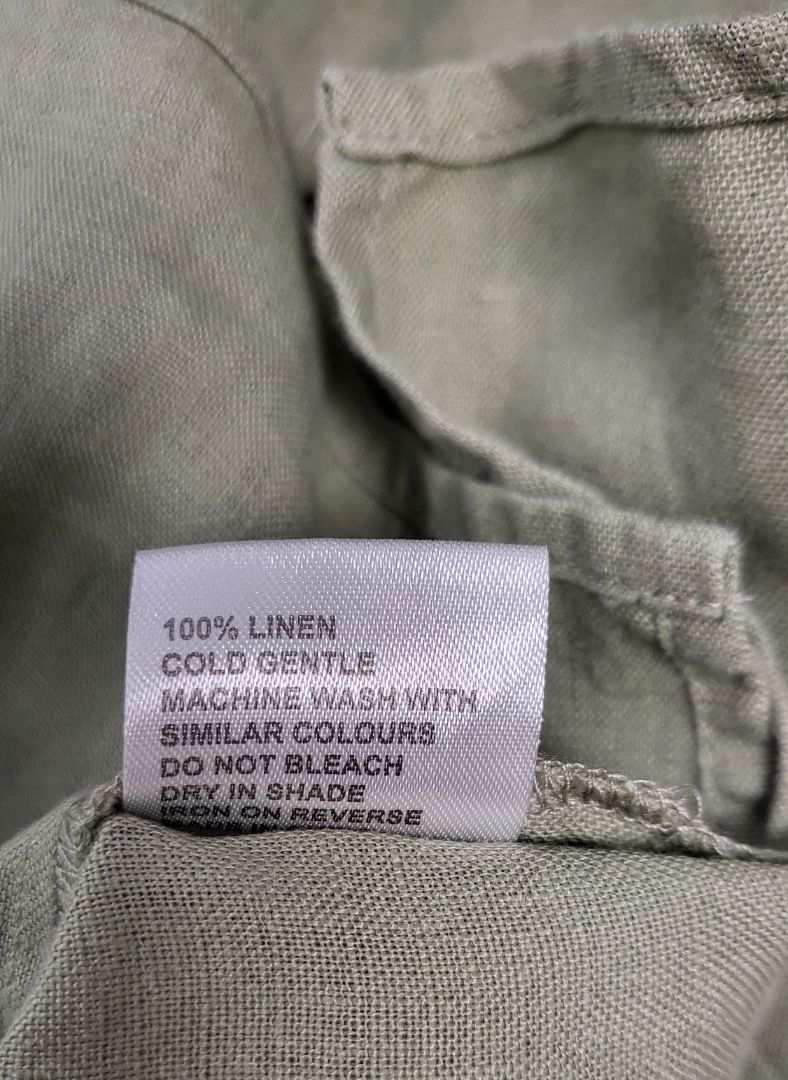 100% LINEN
COLD GENTLE
MACHINE WASH WITH
SIMILAR COLOURS
DO NOT BLEACH
DRY IN SHADE
IRON ON REVERSE